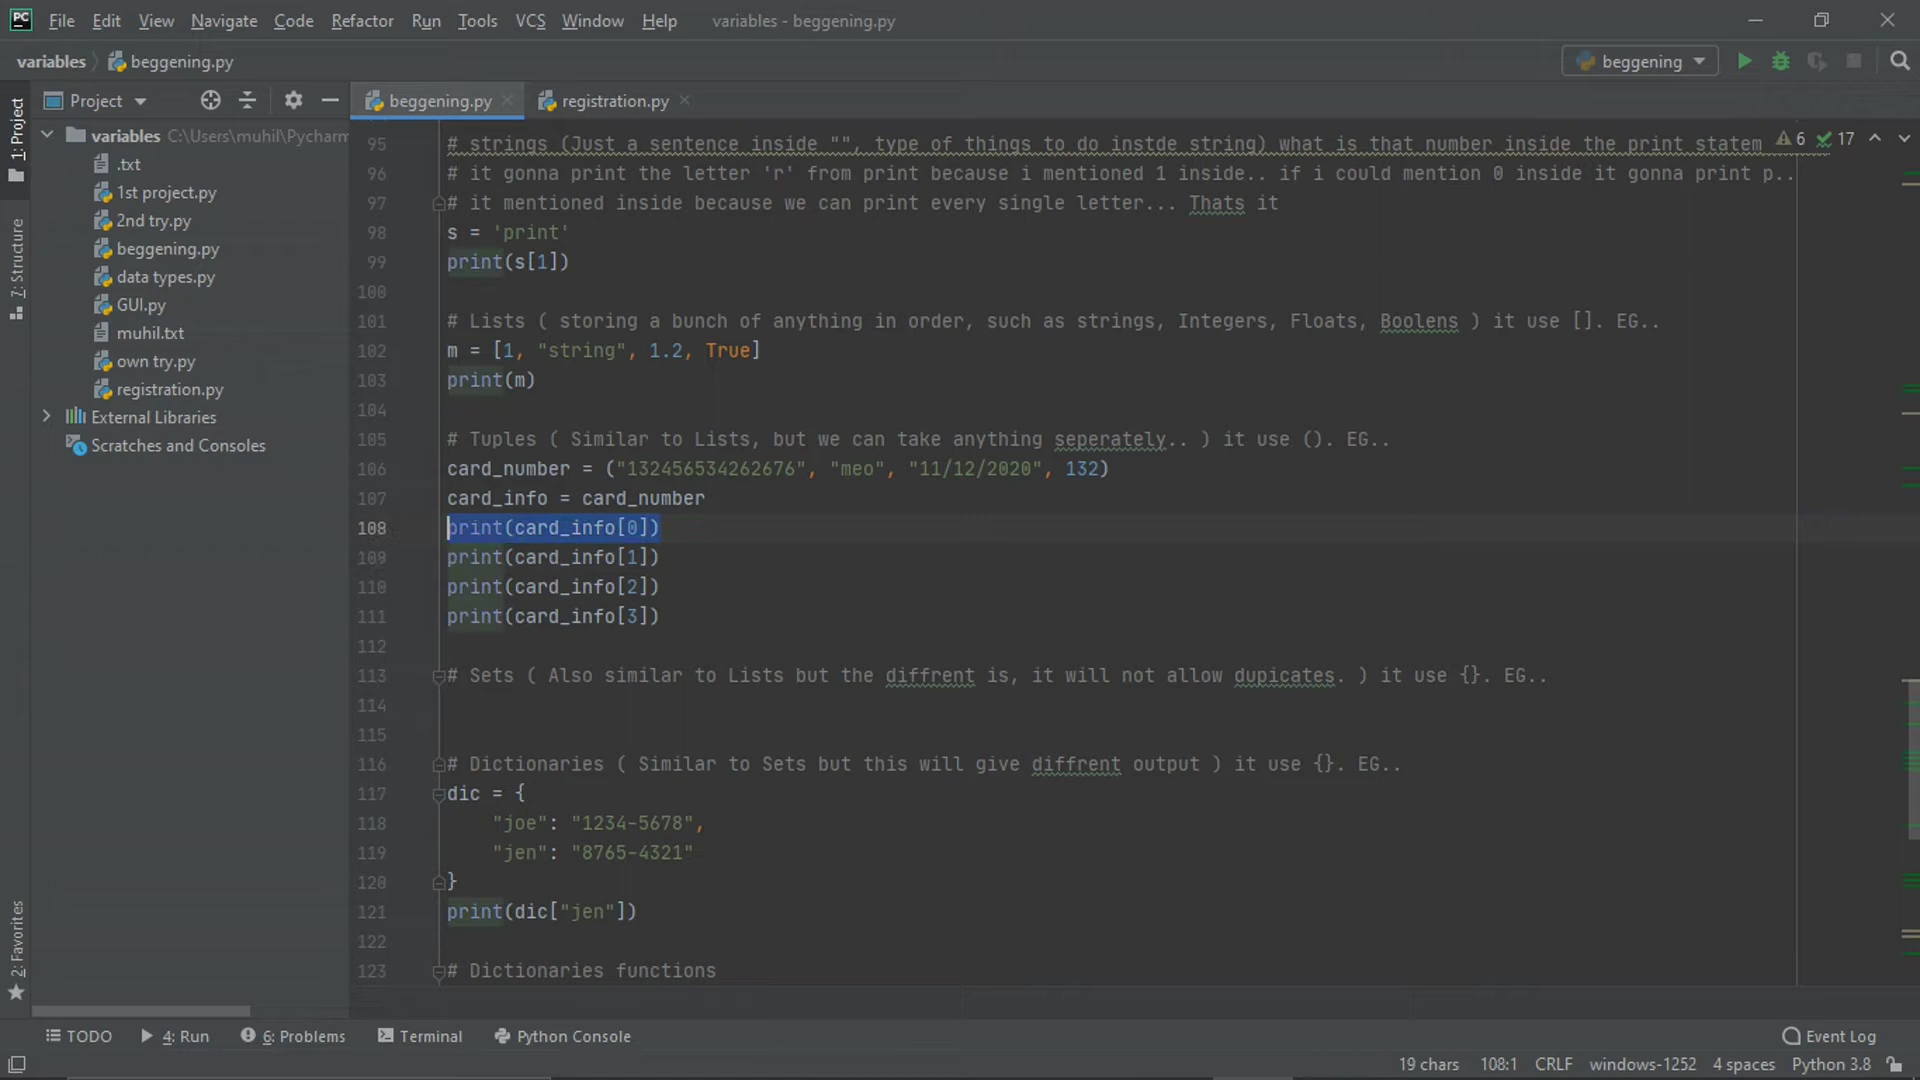 PC File Edit View Navigate Code Refactor Run Tools VCS Window Help variables - beggening.py
variables beggening.py beggening
Project beggening.py registration.py
1: Project
7: Structure
2: Favorites
variables C:\Users\muhil\Pycharm
.txt
1st project.py
2nd try.py
beggening.py
data types.py
GUI.py
muhil.txt
own try.py
registration.py
External Libraries
Scratches and Consoles
6 17
95 # strings (Just a sentence inside "", type of things to do instde string) what is that number inside the print statem
96 # it gonna print the letter 'r' from print because i mentioned 1 inside.. if i could mention 0 inside it gonna print p..
97 # it mentioned inside because we can print every single letter... Thats it
98 s = 'print'
99 print(s[1])
100
101 # Lists ( storing a bunch of anything in order, such as strings, Integers, Floats, Boolens ) it use []. EG..
102 m = [1, "string", 1.2, True]
103 print(m)
104
105 # Tuples ( Similar to Lists, but we can take anything seperately.. ) it use (). EG..
106 card_number = ("132456534262676", "meo", "11/12/2020", 132)
107 card_info = card_number
108 print(card_info[0])
109 print(card_info[1])
110 print(card_info[2])
111 print(card_info[3])
112
113 # Sets ( Also similar to Lists but the diffrent is, it will not allow dupicates. ) it use {}. EG..
114
115
116 # Dictionaries ( Similar to Sets but this will give diffrent output ) it use {}. EG..
117 dic = {
118 "joe": "1234-5678",
119 "jen": "8765-4321"
120 }
121 print(dic["jen"])
122
123 # Dictionaries functions
TODO 4: Run 6: Problems Terminal Python Console Event Log
19 chars 108:1 CRLF windows-1252 4 spaces Python 3.8